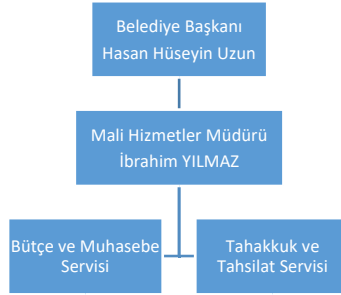 Belediye Başkanı
Hasan Hüseyin Uzun
Mali Hizmetler Müdürü
İbrahim YILMAZ
Bütçe ve Muhasebe
Servisi
Tahakkuk ve
Tahsilat Servisi